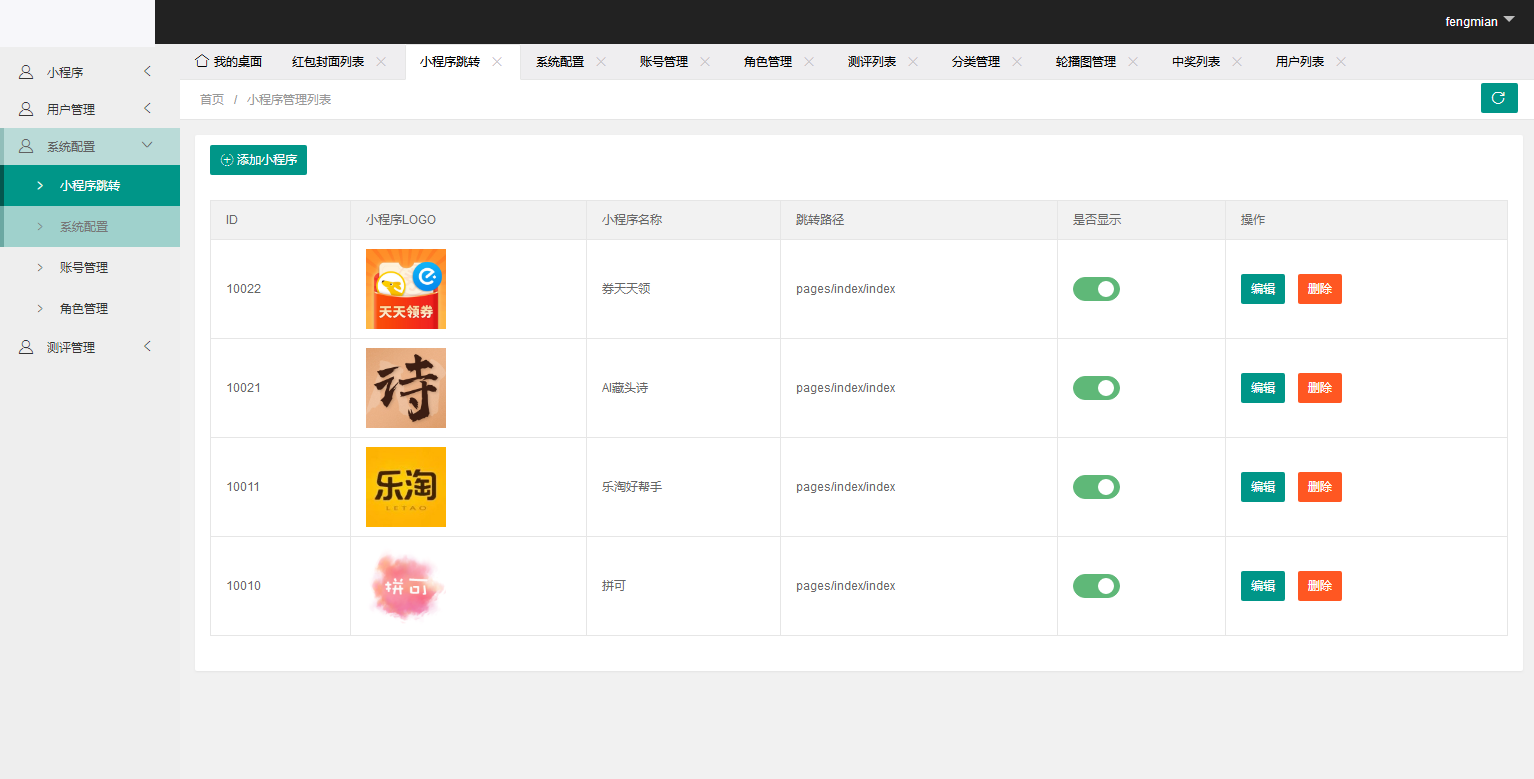 fengmian
我的桌面 红包封面列表 小程序跳转 系统配置 账号管理 角色管理 测评列表 分类管理 轮播图管理 中奖列表 用户列表
首页 / 小程序管理列表
小程序
用户管理
系统配置
小程序跳转
系统配置
账号管理
角色管理
测评管理
添加小程序
ID 小程序LOGO 小程序名称 跳转路径 是否显示 操作
10022 天天领券 券天天领 pages/index/index 编辑 删除
10021 诗 AI藏头诗 pages/index/index 编辑 删除
10011 乐淘 LETAO 乐淘好帮手 pages/index/index 编辑 删除
10010 拼可 拼可 pages/index/index 编辑 删除